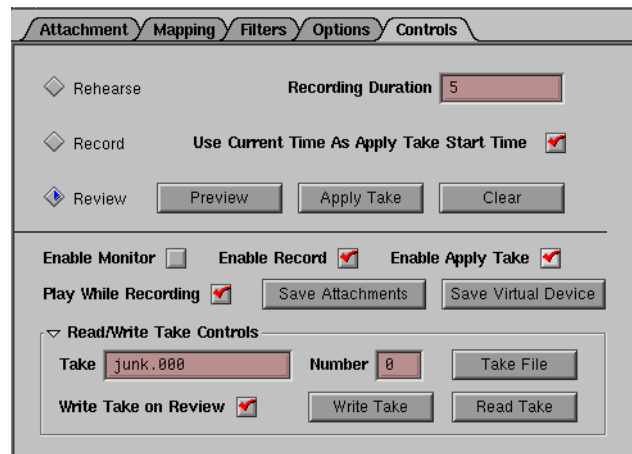 Attachment Mapping Filters Options Controls
Rehearse Recording Duration 5
Record Use Current Time As Apply Take Start Time
Review Preview Apply Take Clear
Enable Monitor Enable Record Enable Apply Take
Play While Recording Save Attachments Save Virtual Device
Read/Write Take Controls
Take junk.000 Number 0 Take File
Write Take on Review Write Take Read Take